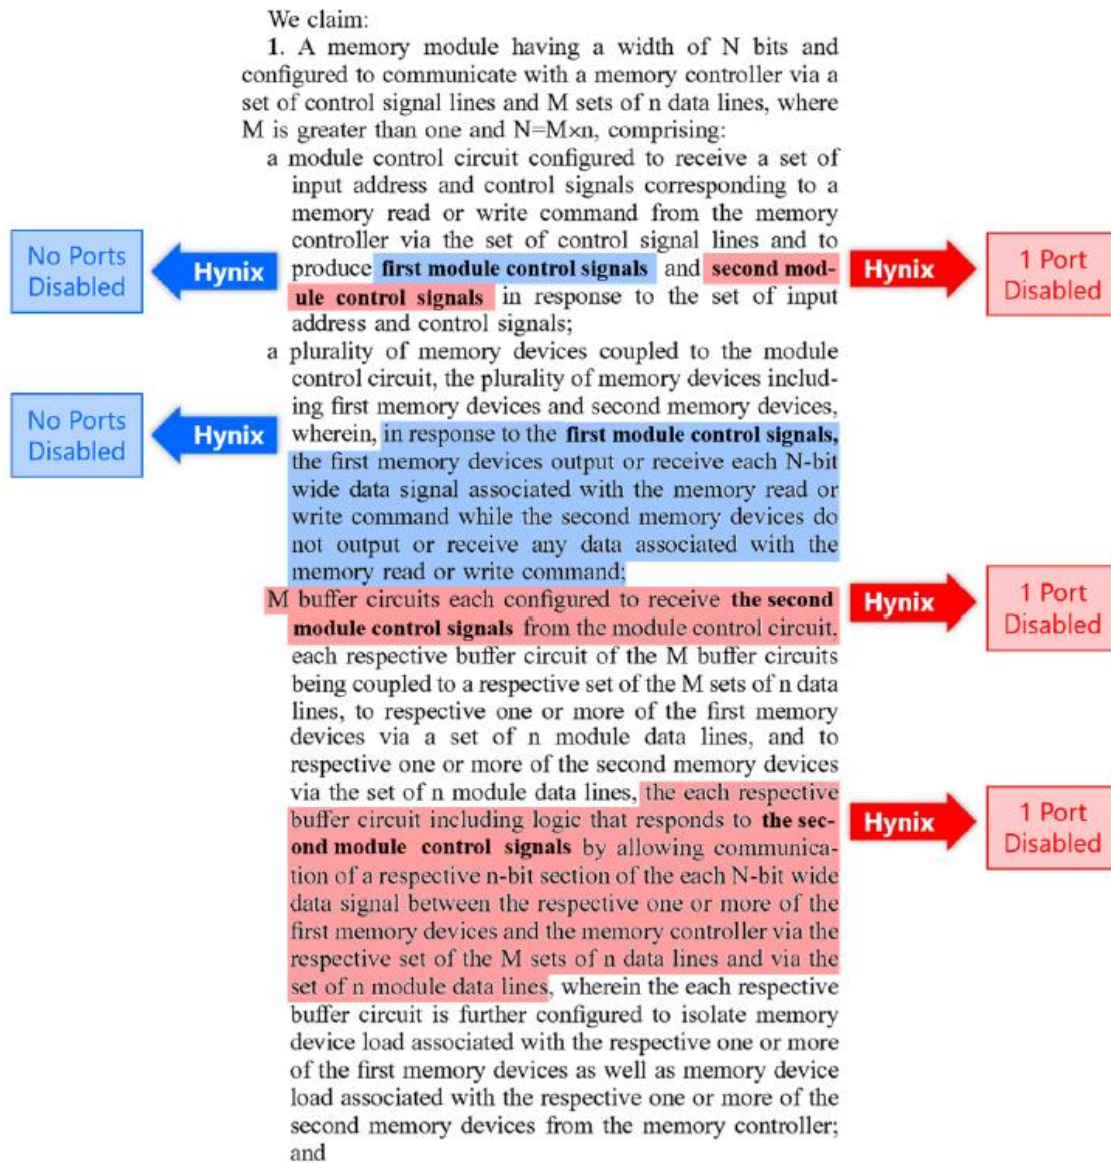 We claim:
1. A memory module having a width of N bits and
configured to communicate with a memory controller via a
set of control signal lines and M sets of n data lines, where
M is greater than one and N=M×n, comprising:
a module control circuit configured to receive a set of
input address and control signals corresponding to a
memory read or write command from the memory
controller via the set of control signal lines and to
produce first module control signals and second mod-
ule control signals in response to the set of input
address and control signals;
No Ports
Disabled
Hynix
Hynix
1 Port
Disabled
a plurality of memory devices coupled to the module
control circuit, the plurality of memory devices includ-
ing first memory devices and second memory devices,
wherein, in response to the first module control signals,
the first memory devices output or receive each N-bit
wide data signal associated with the memory read or
write command while the second memory devices do
not output or receive any data associated with the
memory read or write command;
No Ports
Disabled
Hynix
M buffer circuits each configured to receive the second
module control signals from the module control circuit,
each respective buffer circuit of the M buffer circuits
being coupled to a respective set of the M sets of n data
lines, to respective one or more of the first memory
devices via a set of n module data lines, and to
respective one or more of the second memory devices
via the set of n module data lines, the each respective
buffer circuit including logic that responds to the sec-
ond module control signals by allowing communica-
tion of a respective n-bit section of the each N-bit wide
data signal between the respective one or more of the
first memory devices and the memory controller via the
respective set of the M sets of n data lines and via the
set of n module data lines, wherein the each respective
buffer circuit is further configured to isolate memory
device load associated with the respective one or more
of the first memory devices as well as memory device
load associated with the respective one or more of the
second memory devices from the memory controller;
and
Hynix
1 Port
Disabled
Hynix
1 Port
Disabled